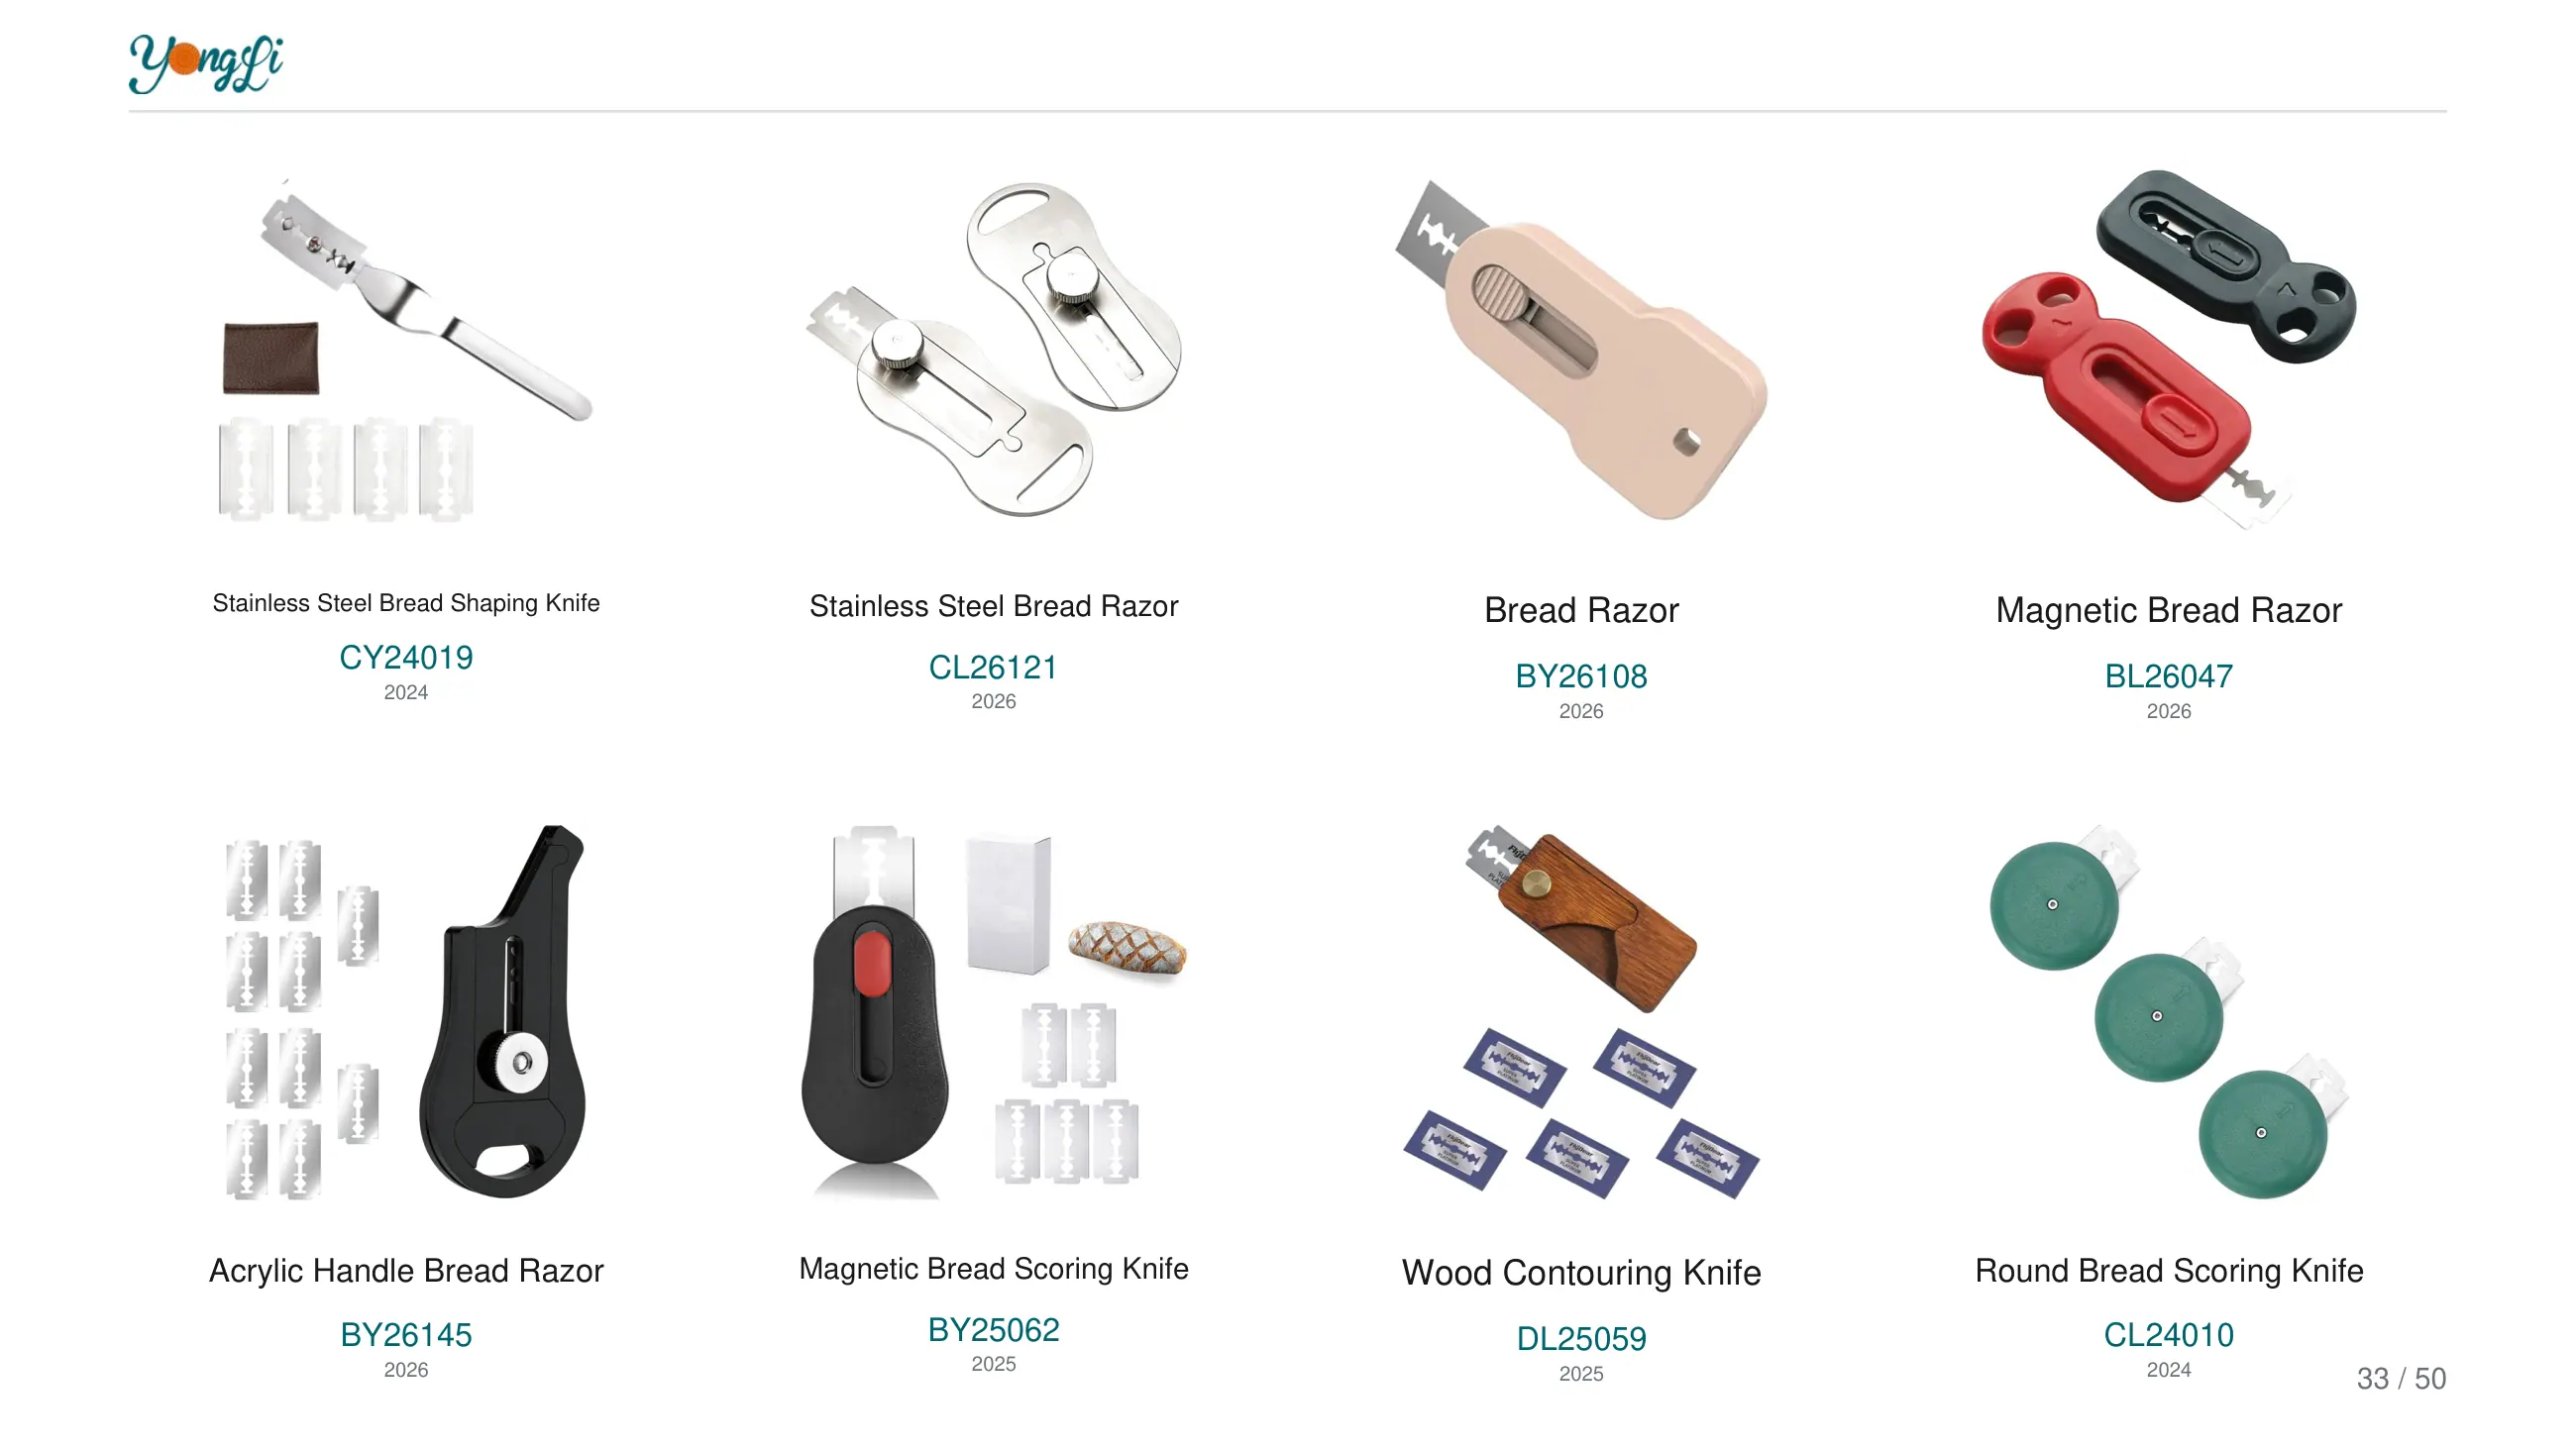 YongLi
Stainless Steel Bread Shaping Knife
CY24019
2024
Stainless Steel Bread Razor
CL26121
2026
Bread Razor
BY26108
2026
Magnetic Bread Razor
BL26047
2026
Acrylic Handle Bread Razor
BY26145
2026
Magnetic Bread Scoring Knife
BY25062
2025
Wood Contouring Knife
DL25059
2025
Round Bread Scoring Knife
CL24010
2024
33 / 50